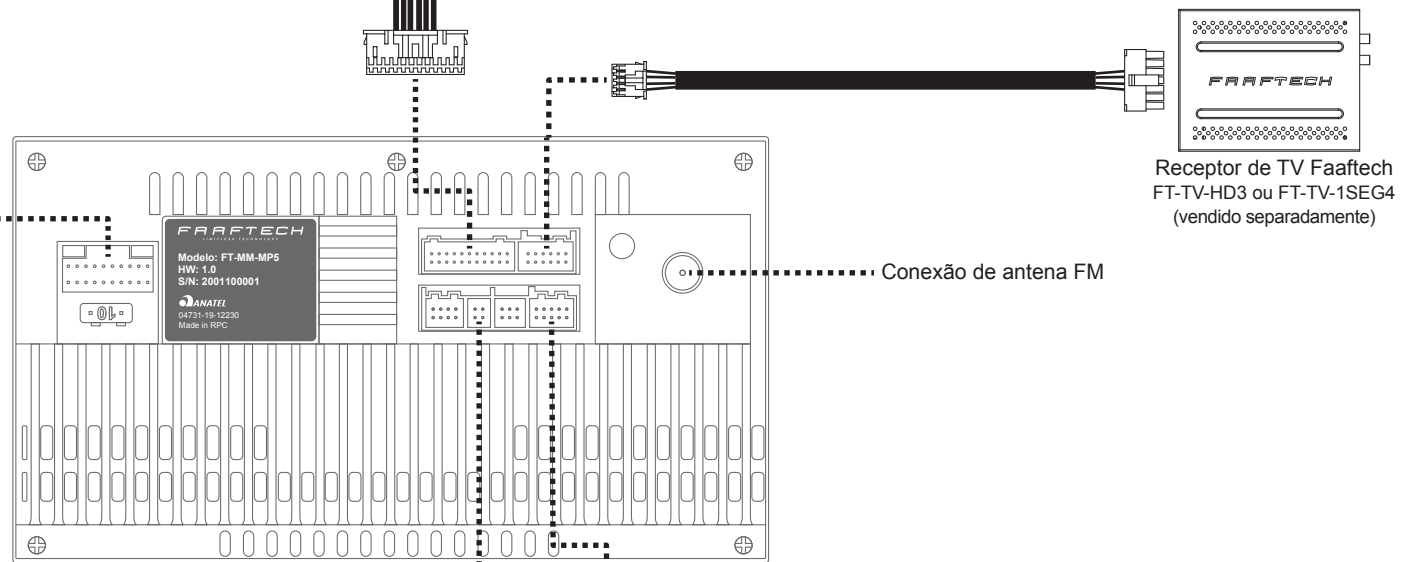 FAAFTECH
Receptor de TV Faaftech
FT-TV-HD3 ou FT-TV-1SEG4
(vendido separadamente)
FAAFTECH
LIMITLESS TECHNOLOGY
Modelo: FT-MM-MP5
HW: 1.0
S/N: 2001100001
ANATEL
04731-19-12230
Made in RPC
10
Conexão de antena FM